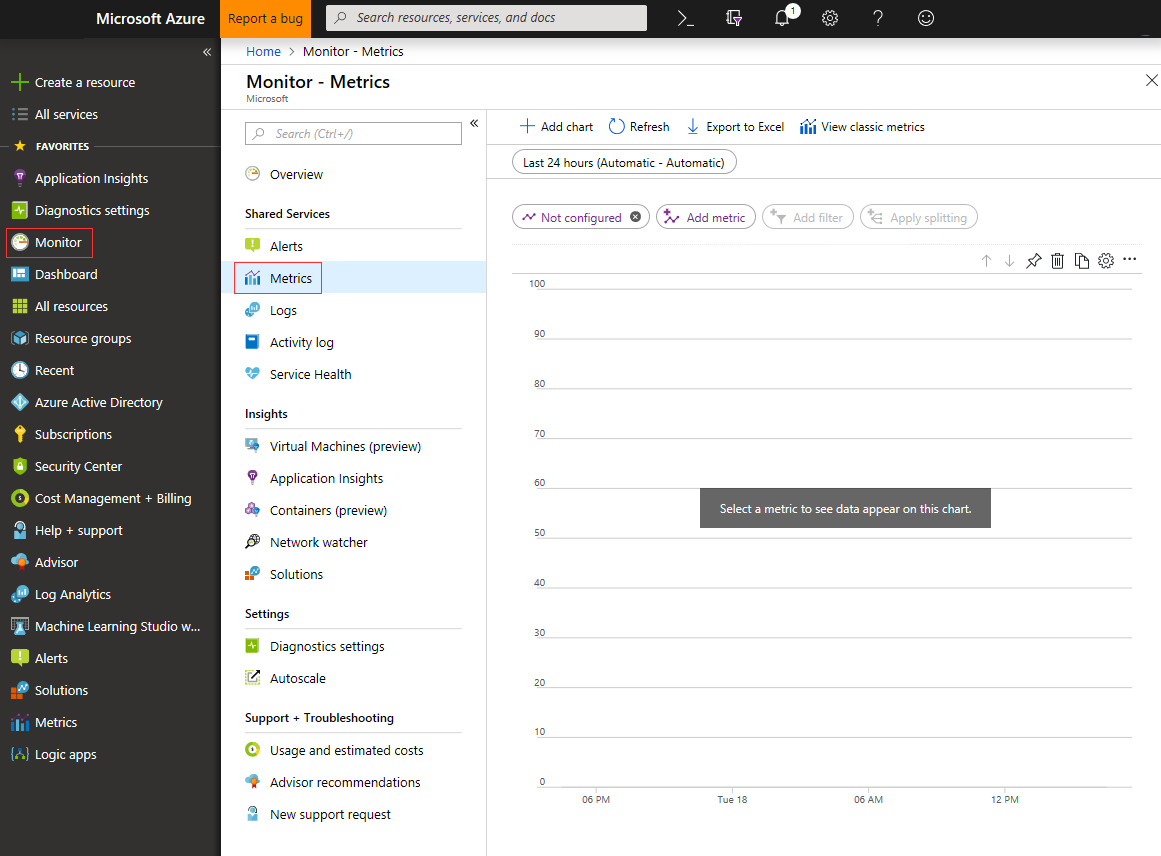 Microsoft Azure
Report a bug
Search resources, services, and docs
1
Create a resource
All services
FAVORITES
Application Insights
Diagnostics settings
Monitor
Dashboard
All resources
Resource groups
Recent
Azure Active Directory
Subscriptions
Security Center
Cost Management + Billing
Help + support
Advisor
Log Analytics
Machine Learning Studio w...
Alerts
Solutions
Metrics
Logic apps
Home > Monitor - Metrics
Monitor - Metrics
Microsoft
Search (Ctrl+/)
Overview
Shared Services
Alerts
Metrics
Logs
Activity log
Service Health
Insights
Virtual Machines (preview)
Application Insights
Containers (preview)
Network watcher
Solutions
Settings
Diagnostics settings
Autoscale
Support + Troubleshooting
Usage and estimated costs
Advisor recommendations
New support request
Add chart Refresh Export to Excel View classic metrics
Last 24 hours (Automatic - Automatic)
Not configured Add metric Add filter Apply splitting
100
90
80
70
60
Select a metric to see data appear on this chart.
50
40
30
20
10
0
06 PM Tue 18 06 AM 12 PM